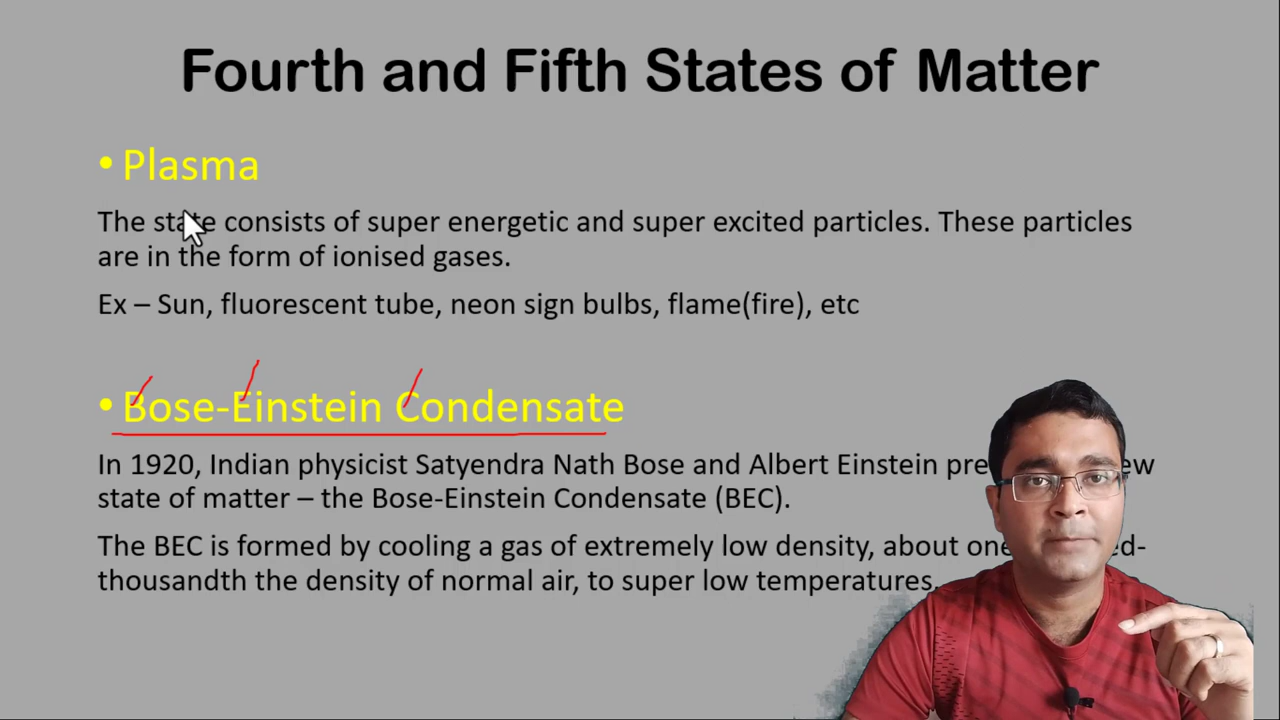 Fourth and Fifth States of Matter
• Plasma
The state consists of super energetic and super excited particles. These particles
are in the form of ionised gases.
Ex – Sun, fluorescent tube, neon sign bulbs, flame(fire), etc
• Bose-Einstein Condensate
In 1920, Indian physicist Satyendra Nath Bose and Albert Einstein
state of matter – the Bose-Einstein Condensate (BEC).
The BEC is formed by cooling a gas of extremely low density, about
thousandth the density of normal air, to super low temperatures.